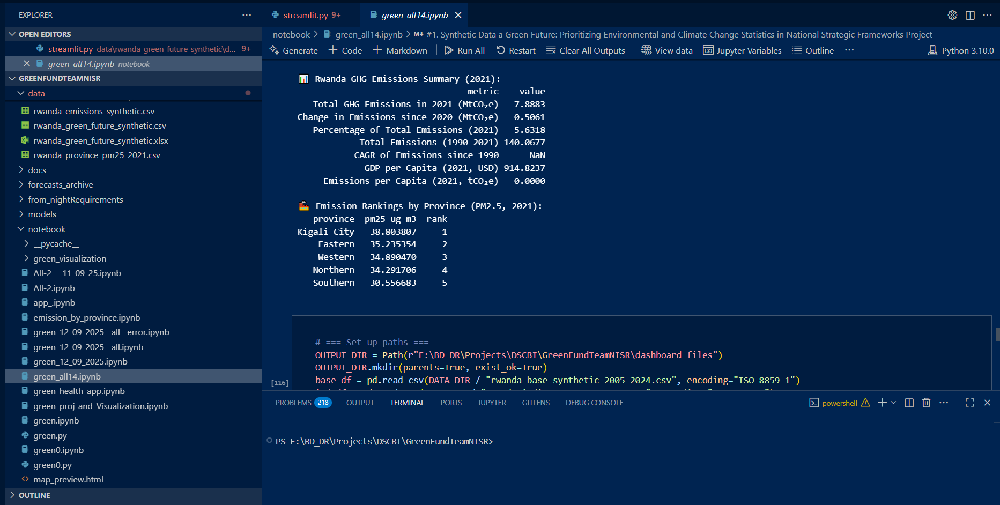 EXPLORER
OPEN EDITORS
streamlit.py data\rwanda_green_future_synthetic\d... 9+
green_all14.ipynb notebook
GREENFUNDTEAMNISR
data
rwanda_emissions_synthetic.csv
rwanda_green_future_synthetic.csv
rwanda_green_future_synthetic.xlsx
rwanda_province_pm25_2021.csv
docs
forecasts_archive
from_nightRequirements
models
notebook
__pycache__
green_visualization
All-2___11_09_25.ipynb
All-2.ipynb
app_.ipynb
emission_by_province.ipynb
green_12_09_2025__all__error.ipynb
green_12_09_2025__all.ipynb
green_12_09_2025.ipynb
green_all14.ipynb
green_health_app.ipynb
green_proj_and_Visualization.ipynb
green.ipynb
green.py
green0.ipynb
green0.py
map_preview.html
OUTLINE
streamlit.py 9+
green_all14.ipynb
notebook > green_all14.ipynb > M↓ #1. Synthetic Data a Green Future: Prioritizing Environmental and Climate Change Statistics in National Strategic Frameworks Project
Generate + Code + Markdown | Run All Restart Clear All Outputs | View data Jupyter Variables Outline ... Python 3.10.0
Rwanda GHG Emissions Summary (2021):
metric value
Total GHG Emissions in 2021 (MtCO₂e) 7.8883
Change in Emissions since 2020 (MtCO₂e) 0.5061
Percentage of Total Emissions (2021) 5.6318
Total Emissions (1990–2021) 140.0677
CAGR of Emissions since 1990 NaN
GDP per Capita (2021, USD) 914.8237
Emissions per Capita (2021, tCO₂e) 0.0000
Emission Rankings by Province (PM2.5, 2021):
province pm25_ug_m3 rank
Kigali City 38.803807 1
Eastern 35.235354 2
Western 34.890470 3
Northern 34.291706 4
Southern 30.556683 5
# === Set up paths ===
OUTPUT_DIR = Path(r"F:\BD_DR\Projects\DSCBI\GreenFundTeamNISR\dashboard_files")
OUTPUT_DIR.mkdir(parents=True, exist_ok=True)
base_df = pd.read_csv(DATA_DIR / "rwanda_base_synthetic_2005_2024.csv", encoding="ISO-8859-1")
[116]
PROBLEMS 218 OUTPUT TERMINAL PORTS JUPYTER GITLENS DEBUG CONSOLE
powershell
PS F:\BD_DR\Projects\DSCBI\GreenFundTeamNISR>